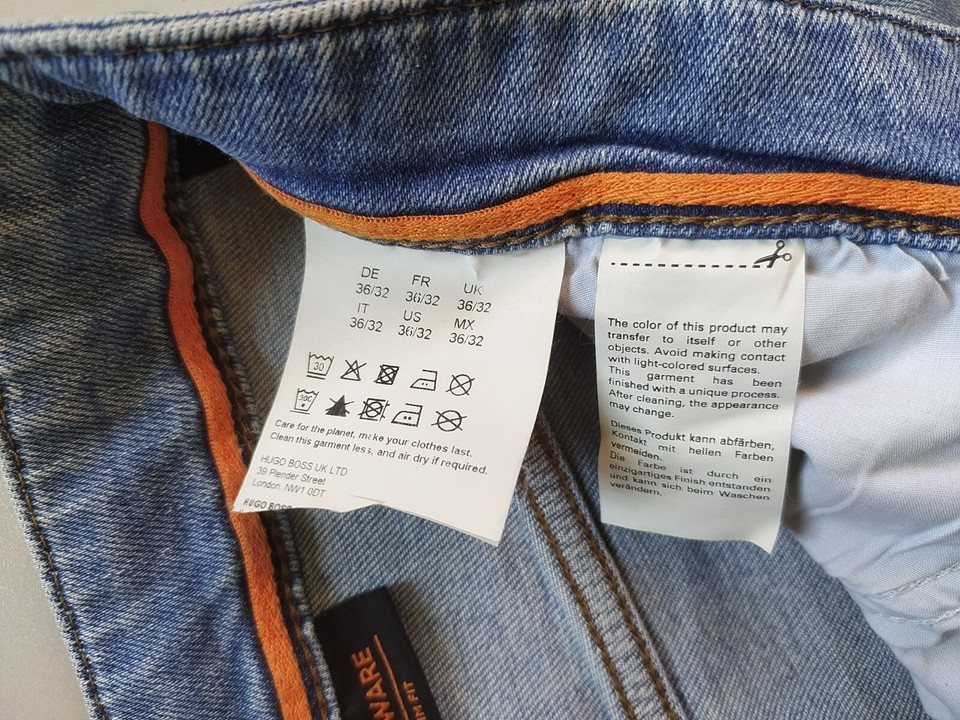 DE FR UK
36/32 36/32 36/32
IT US MX
36/32 36/32 36/32
30
30C
Care for the planet, make your clothes last.
Clean this garment less, and air dry if required.
HUGO BOSS UK LTD
39 Plender Street
London. NW1 0DT
HUGO BOSS
The color of this product may
transfer to itself or other
objects. Avoid making contact
with light-colored surfaces.
This garment has been
finished with a unique process.
After cleaning, the appearance
may change.
Dieses Produkt kann abfärben,
Kontakt mit hellen Farben
vermeiden.
Die Farbe ist durch ein
einzigartiges Finish entstanden
und kann sich beim Waschen
verändern.
WARE
FIT